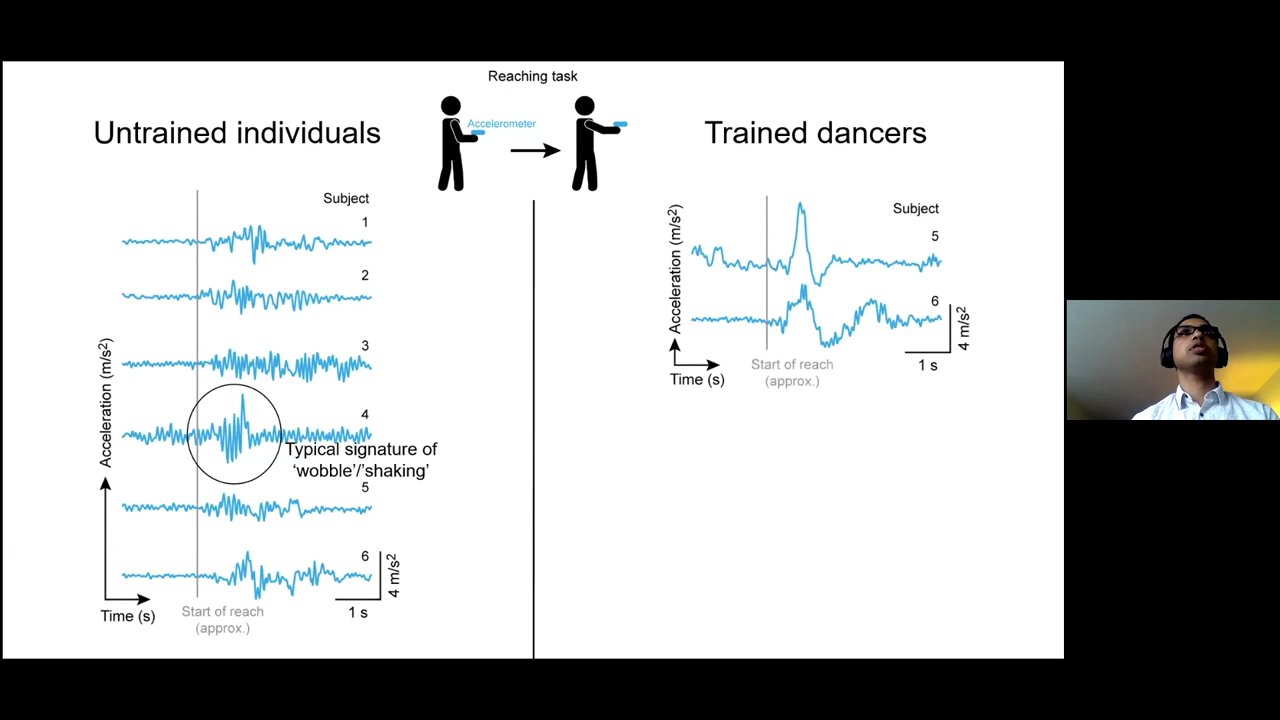 Reaching task
Accelerometer
Untrained individuals
Subject
1
2
3
4
Typical signature of
‘wobble’/’shaking’
5
6
Acceleration (m/s²)
Time (s)
Start of reach
(approx.)
1 s
4 m/s²
Trained dancers
Subject
5
6
Acceleration (m/s²)
Time (s)
Start of reach
(approx.)
1 s
4 m/s²